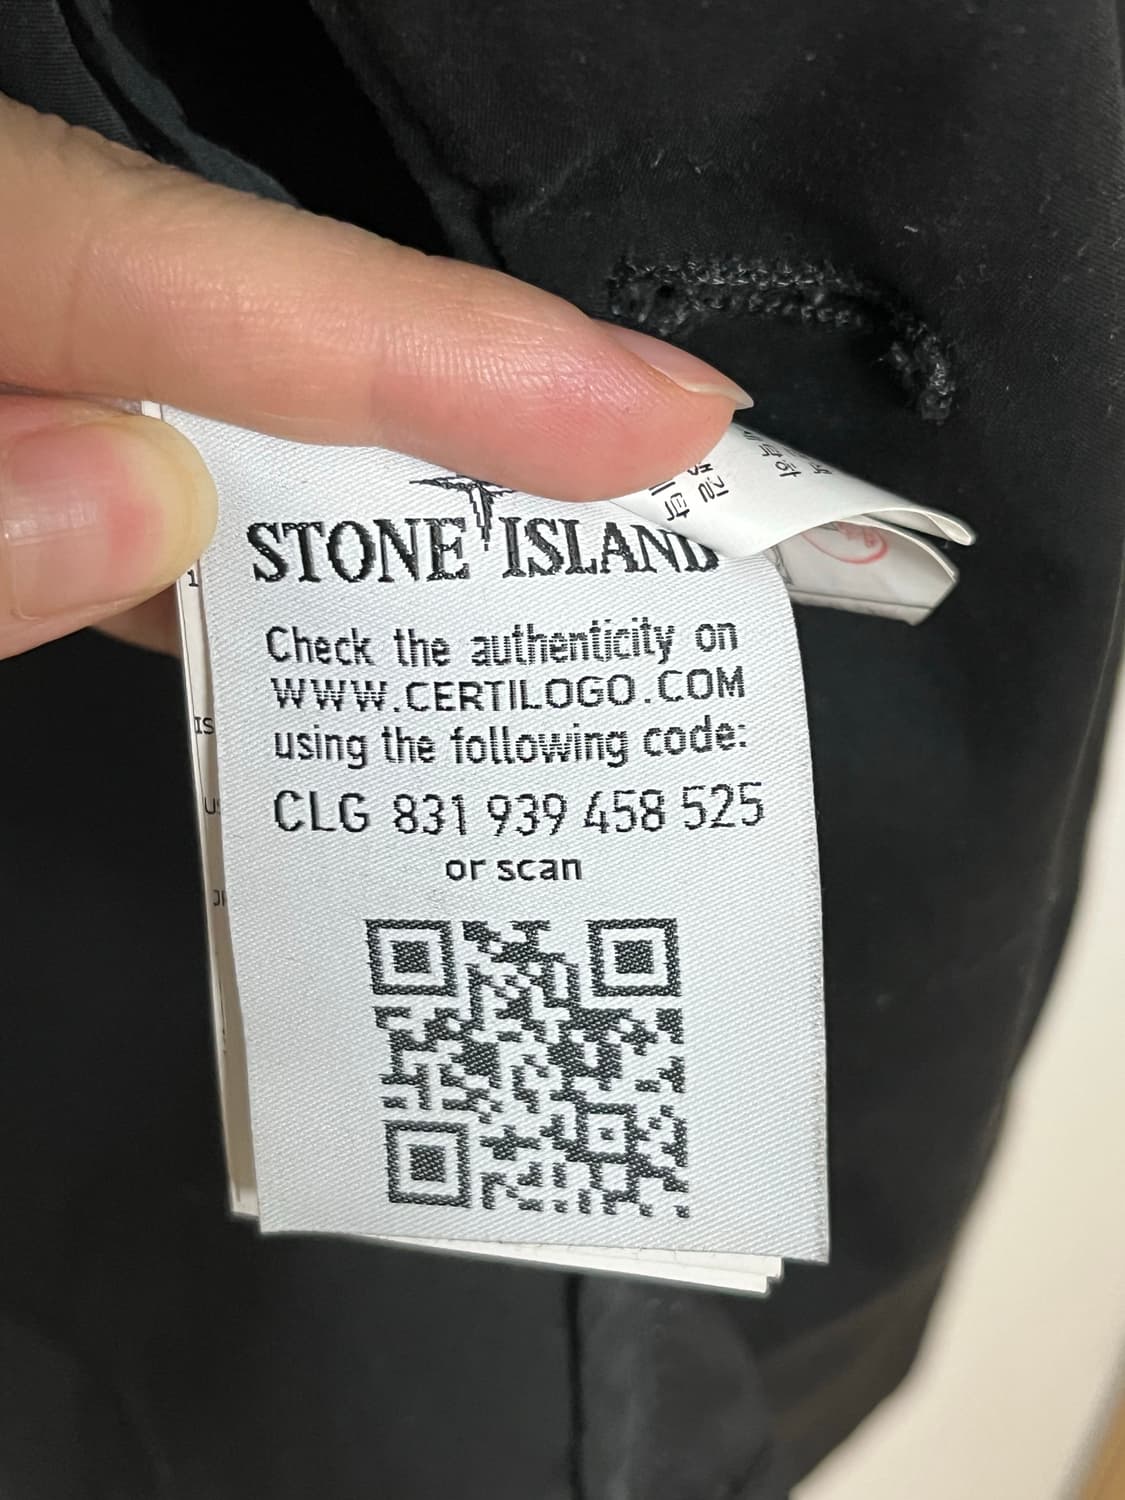 STONE ISLAND
Check the authenticity on
WWW.CERTILOGO.COM
using the following code:
CLG 831 939 458 525
or scan